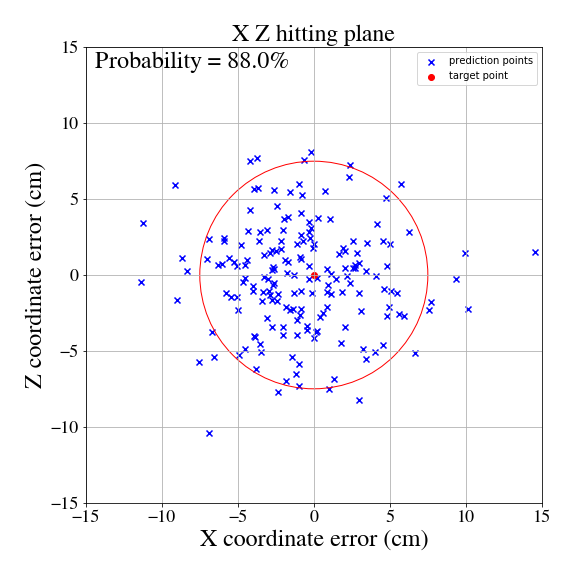 X Z hitting plane
Probability = 88.0%
prediction points
target point
Z coordinate error (cm)
15
10
5
0
−5
−10
−15
−15
−10
−5
0
5
10
15
X coordinate error (cm)